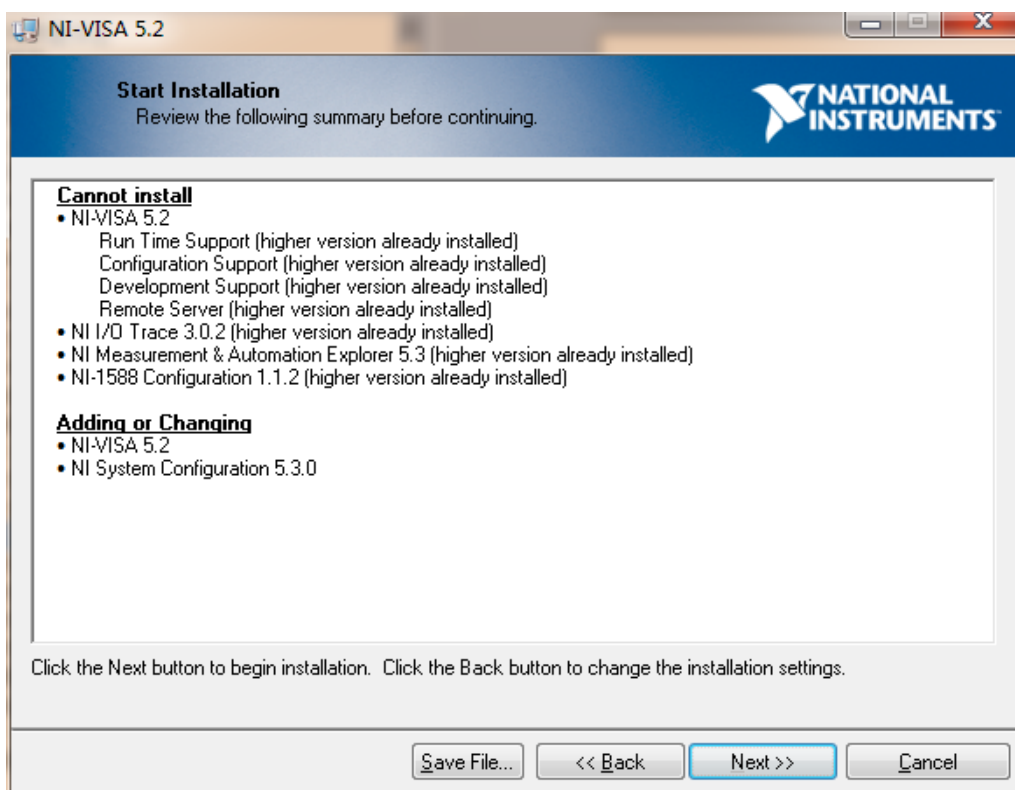 NI-VISA 5.2
Start Installation
Review the following summary before continuing.
NATIONAL
INSTRUMENTS
Cannot install
• NI-VISA 5.2
Run Time Support (higher version already installed)
Configuration Support (higher version already installed)
Development Support (higher version already installed)
Remote Server (higher version already installed)
• NI I/O Trace 3.0.2 (higher version already installed)
• NI Measurement & Automation Explorer 5.3 (higher version already installed)
• NI-1588 Configuration 1.1.2 (higher version already installed)
Adding or Changing
• NI-VISA 5.2
• NI System Configuration 5.3.0
Click the Next button to begin installation. Click the Back button to change the installation settings.
Save File...
<< Back
Next >>
Cancel